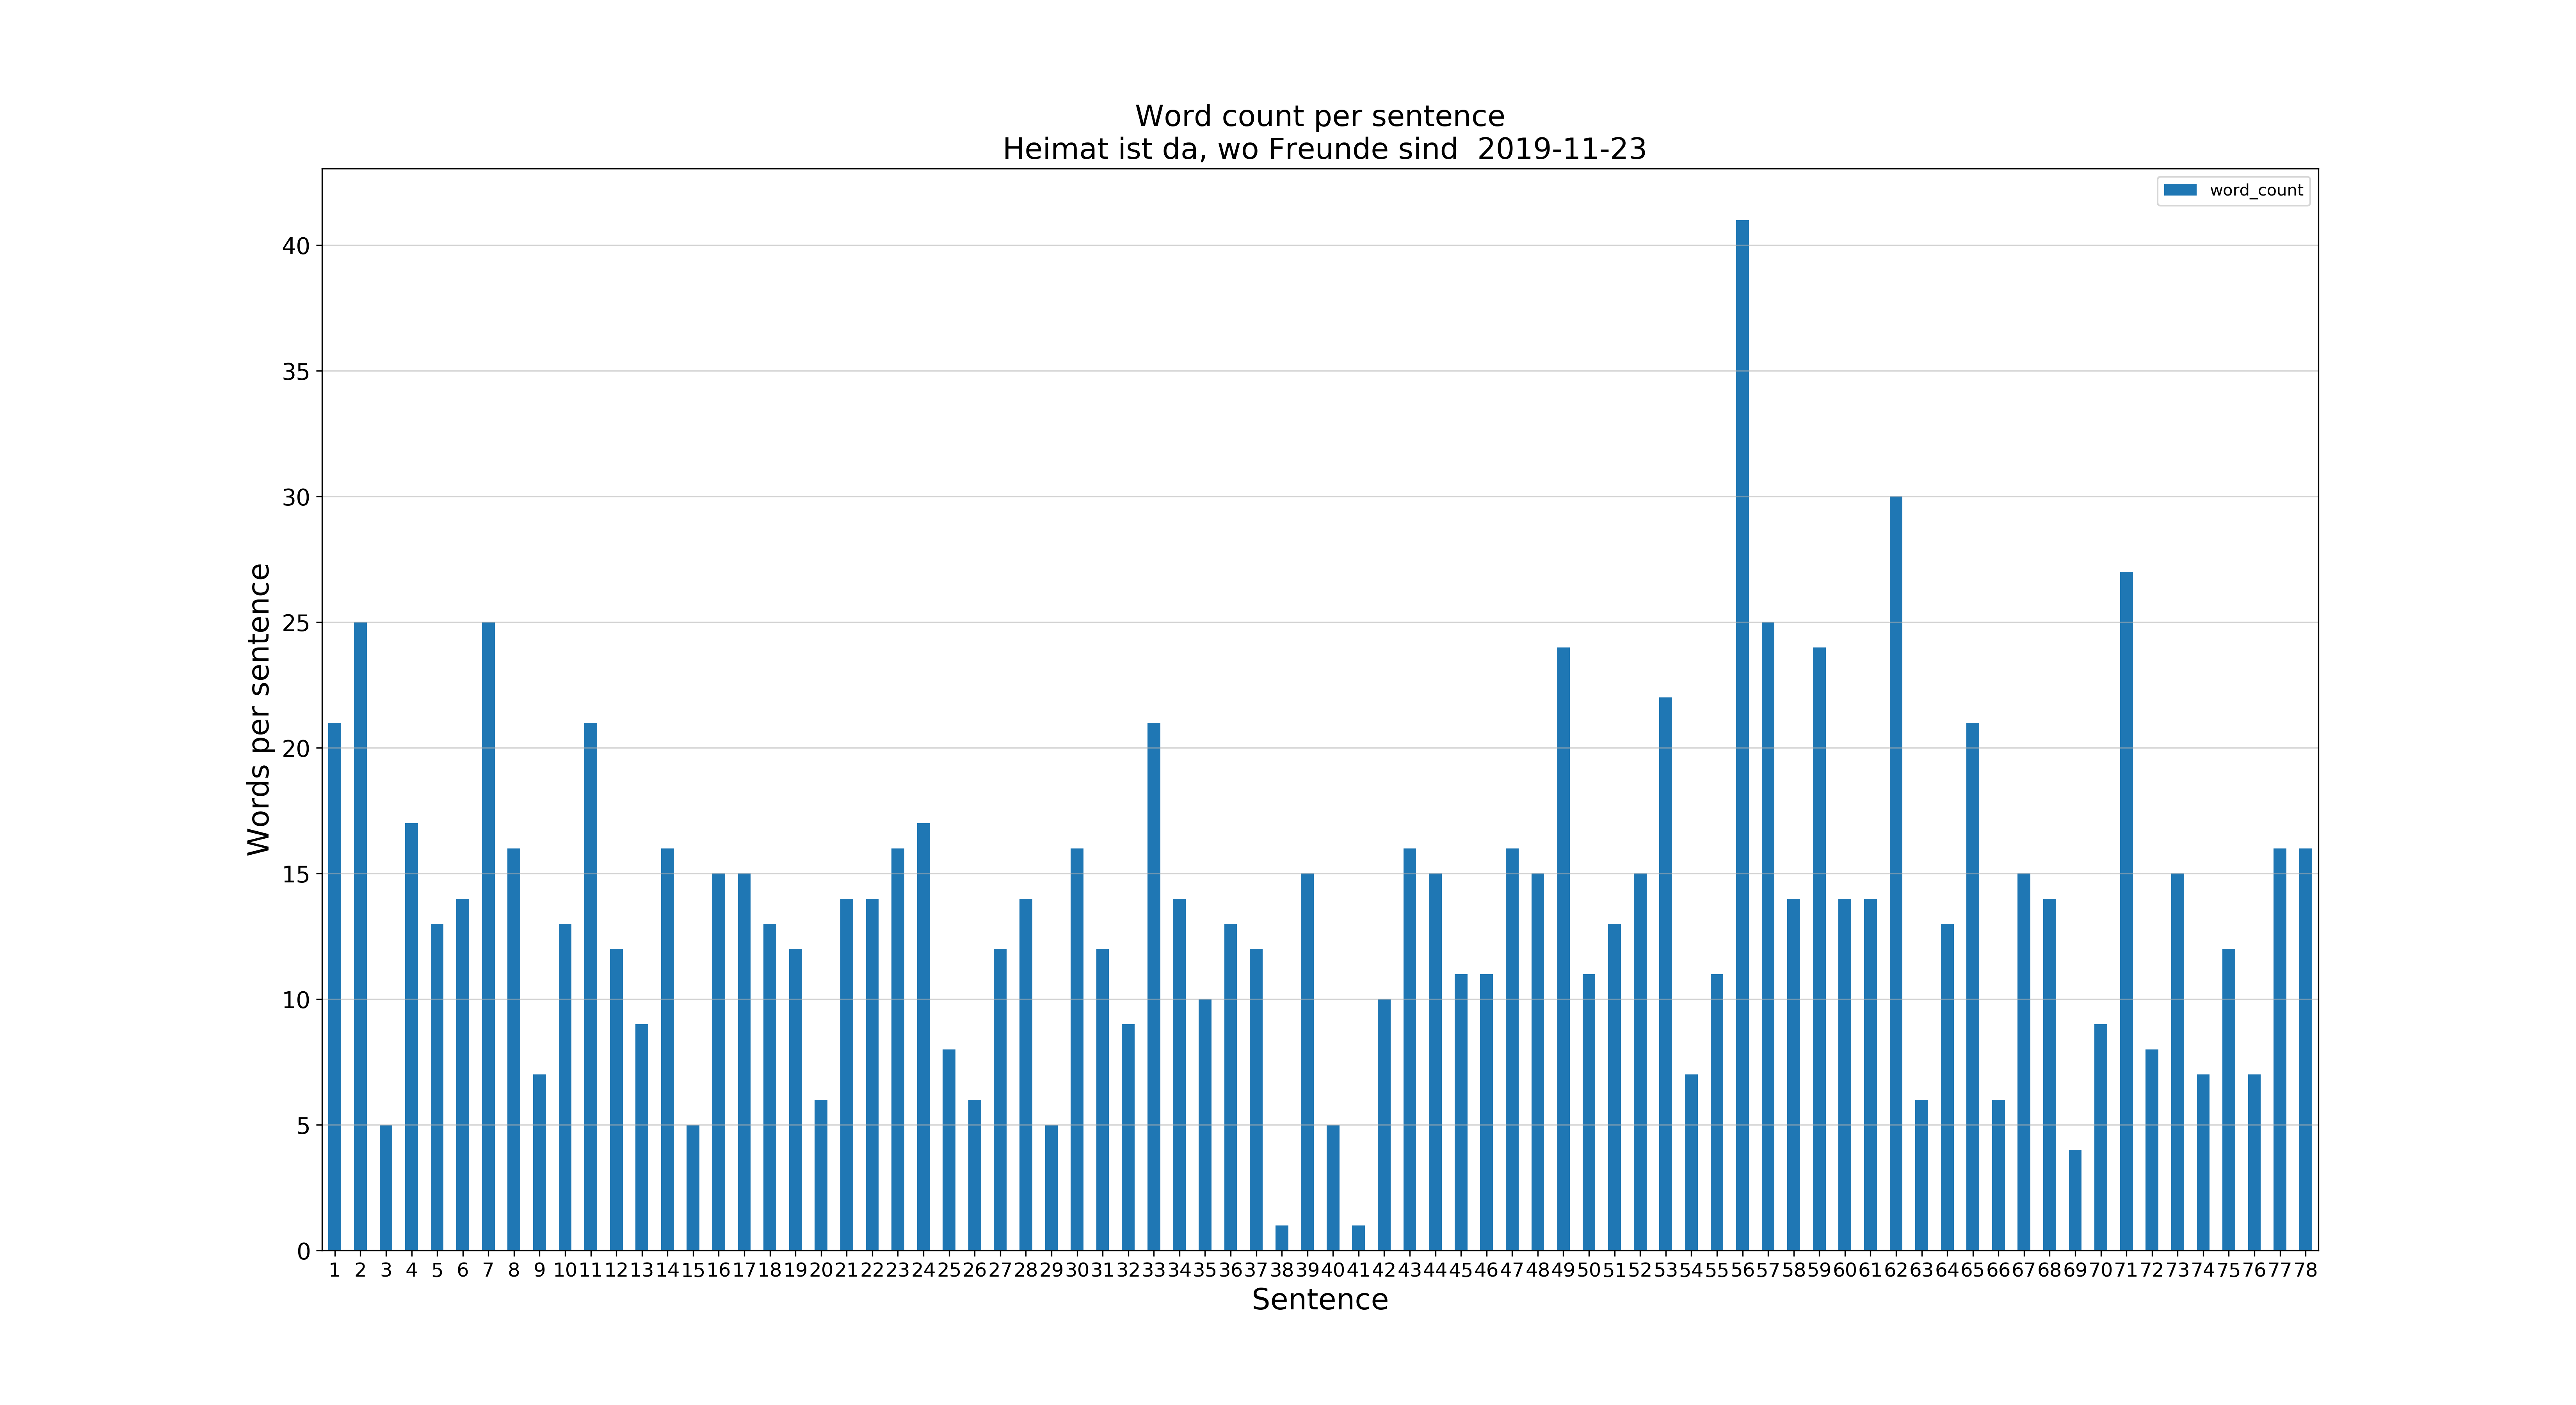 Word count per sentence
Heimat ist da, wo Freunde sind  2019-11-23
word_count
Words per sentence
40
35
30
25
20
15
10
5
0
1 2 3 4 5 6 7 8 9 10 11 12 13 14 15 16 17 18 19 20 21 22 23 24 25 26 27 28 29 30 31 32 33 34 35 36 37 38 39 40 41 42 43 44 45 46 47 48 49 50 51 52 53 54 55 56 57 58 59 60 61 62 63 64 65 66 67 68 69 70 71 72 73 74 75 76 77 78
Sentence